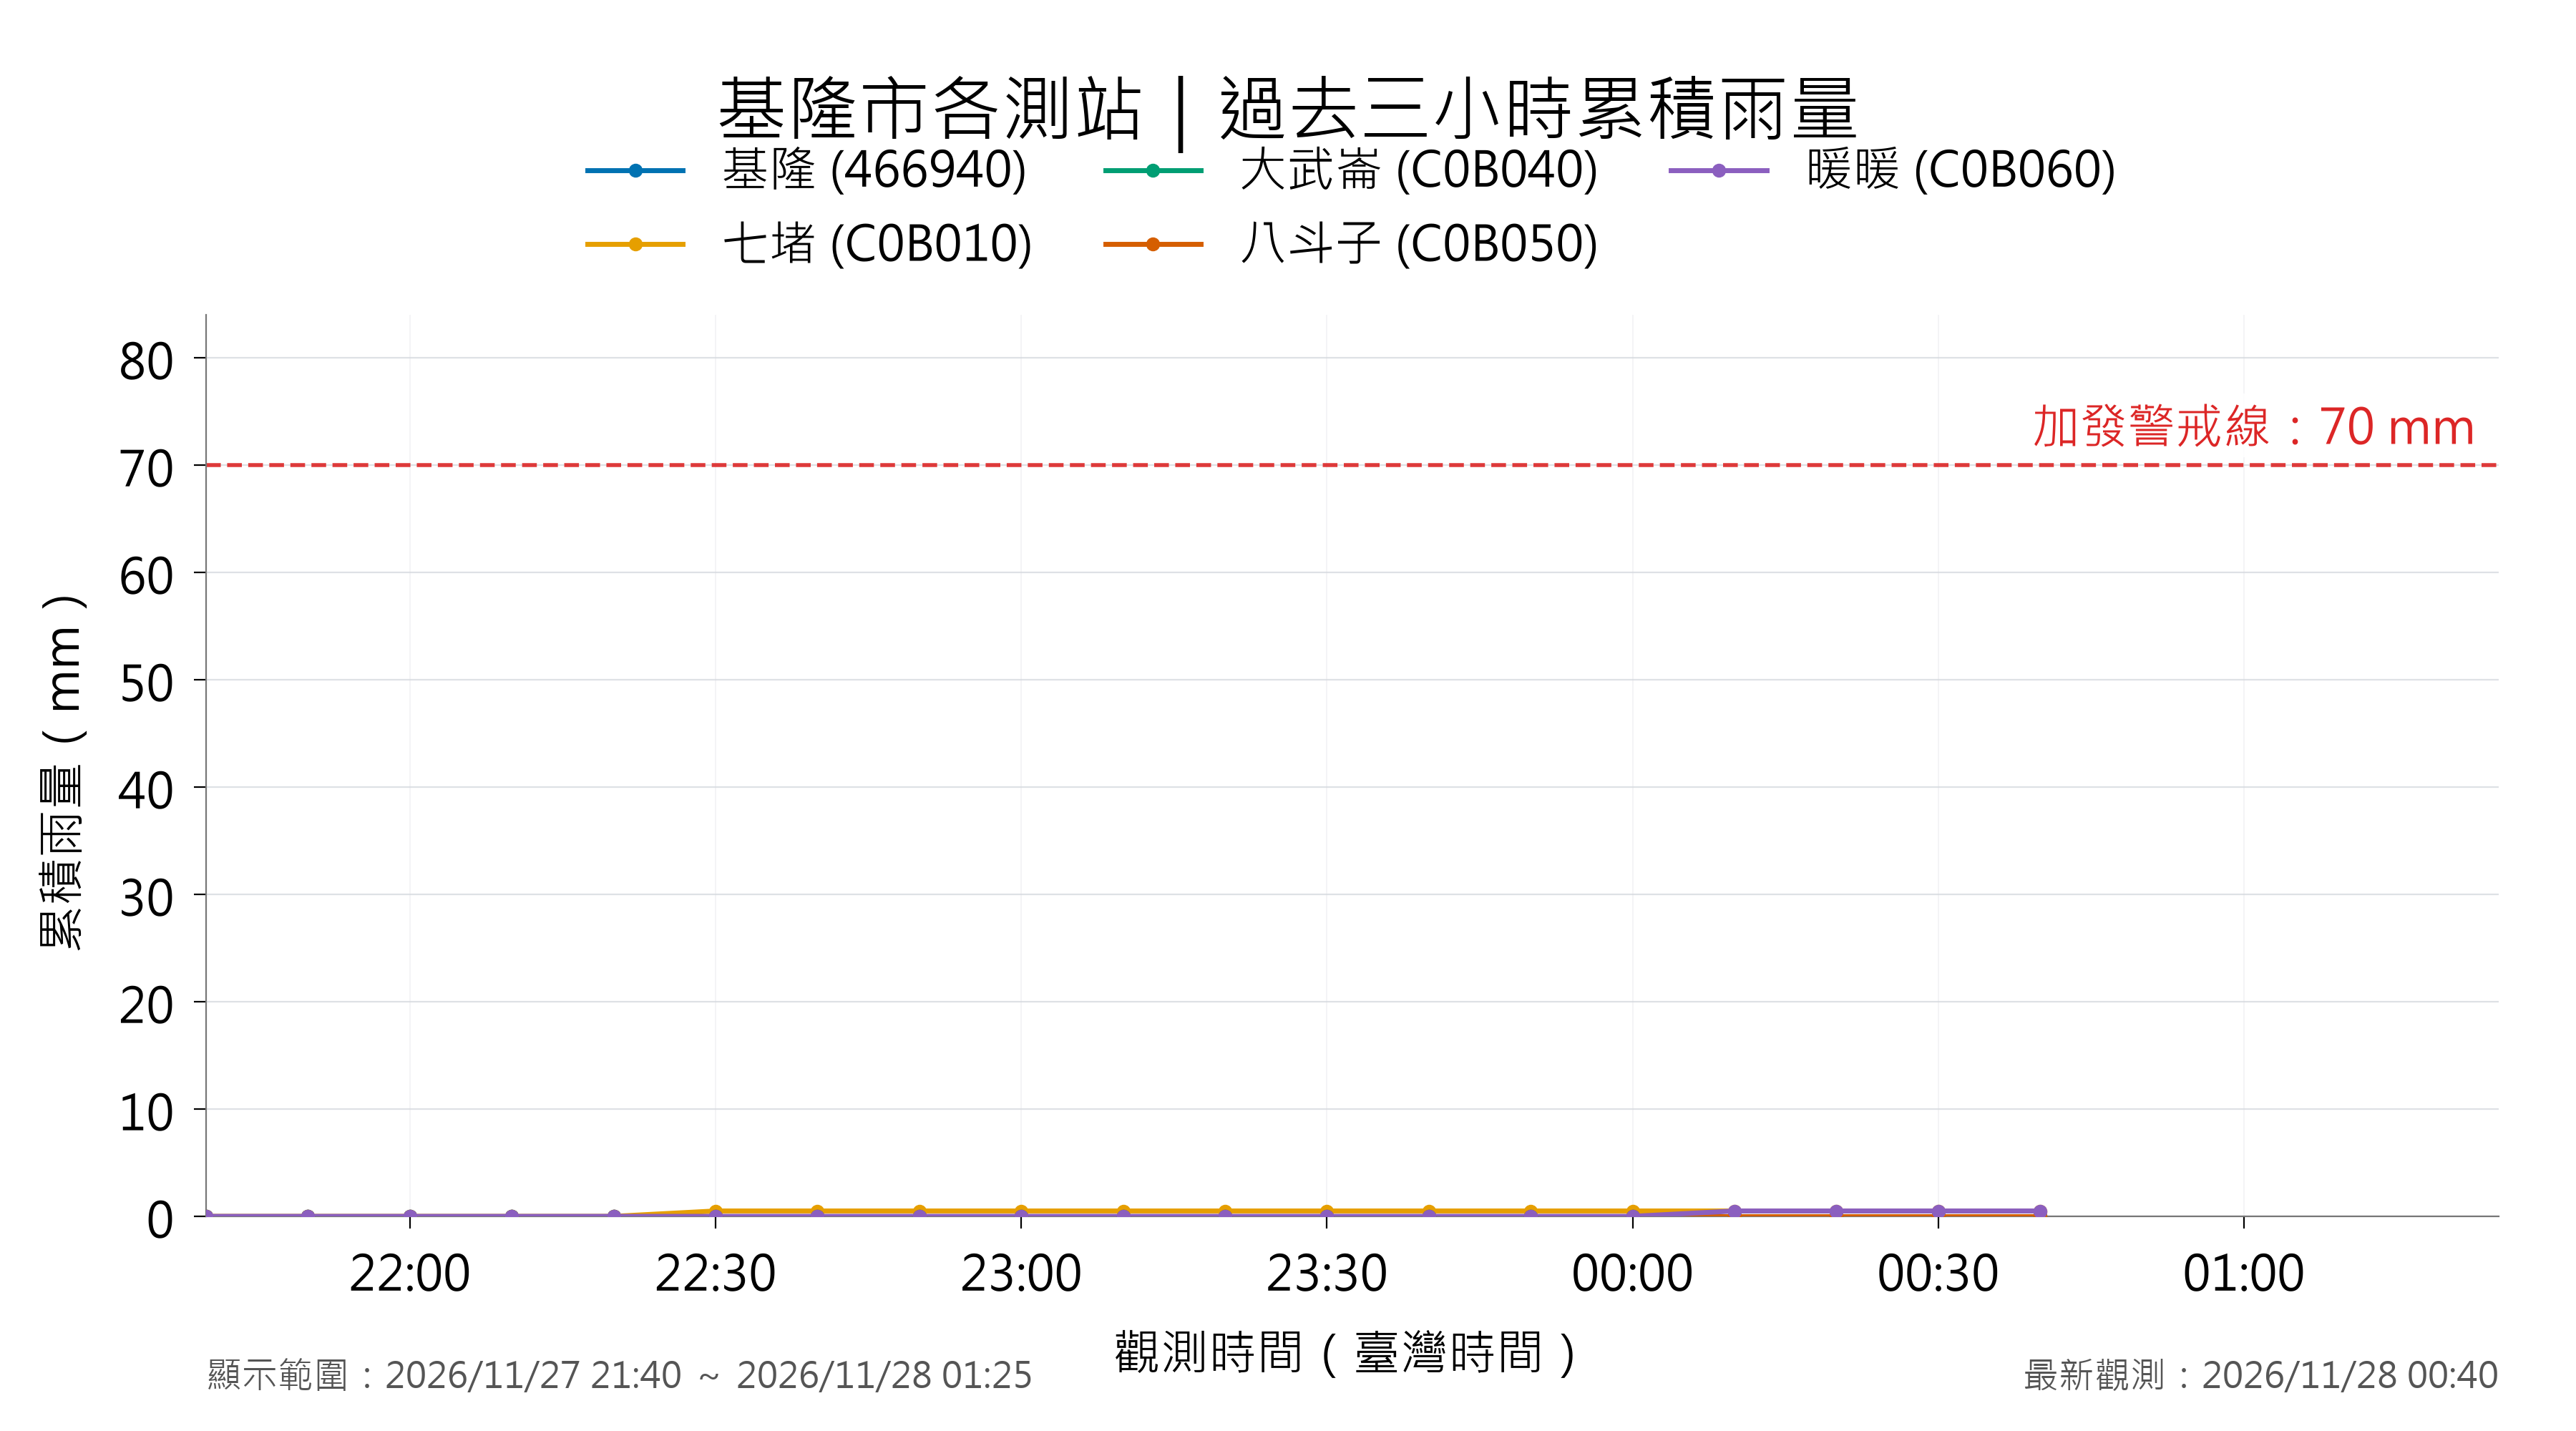 基隆市各測站｜過去三小時累積雨量
基隆 (466940)
大武崙 (C0B040)
暖暖 (C0B060)
七堵 (C0B010)
八斗子 (C0B050)
80
加發警戒線：70 mm
70
60
50
40
30
20
10
0
累積雨量（mm）
22:00
22:30
23:00
23:30
00:00
00:30
01:00
觀測時間（臺灣時間）
顯示範圍：2026/11/27 21:40 ~ 2026/11/28 01:25
最新觀測：2026/11/28 00:40